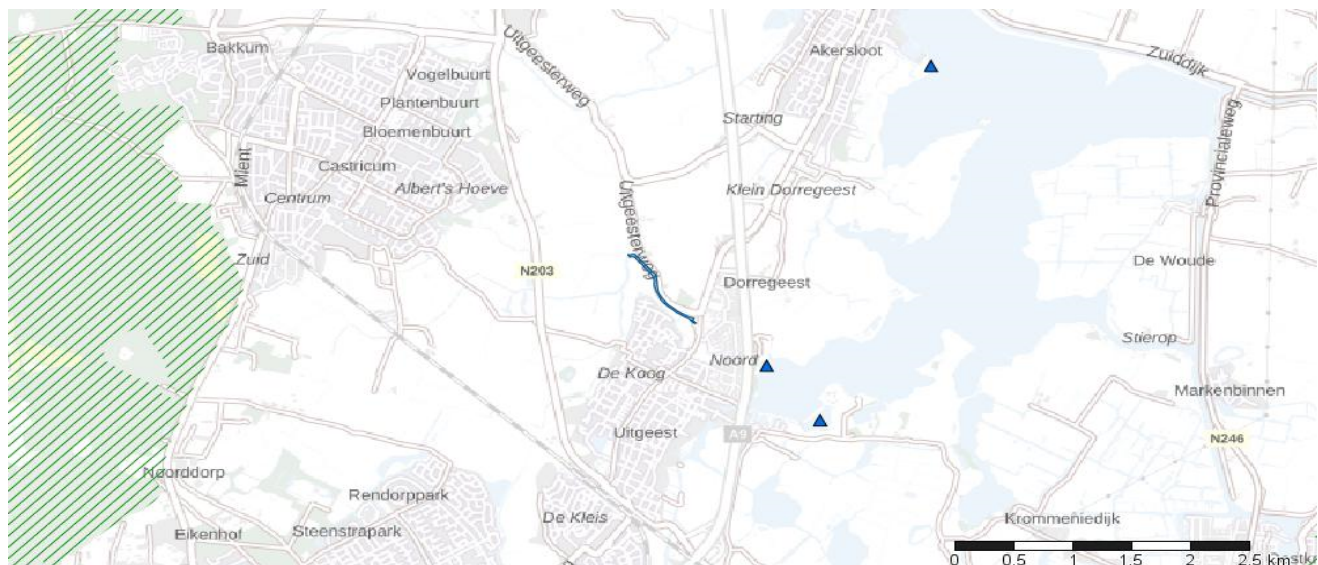 Bakkum
Uitgeesterweg
Akersloot
Zuiddijk
Vogelbuurt
Plantenbuurt
Bloemenbuurt
Starting
Provincialeweg
Mient
Castricum
Albert's Hoeve
Centrum
Klein Dorregeest
Uitgeesterweg
Zuid
N203
Dorregeest
De Woude
Stierop
Noord
De Koog
Markenbinnen
Uitgeest
A9
N246
Noorddorp
Rendorppark
Eikenhof
Steenstrapark
De Kleis
Krommeniedijk
0 0.5 1 1.5 2 2.5 km